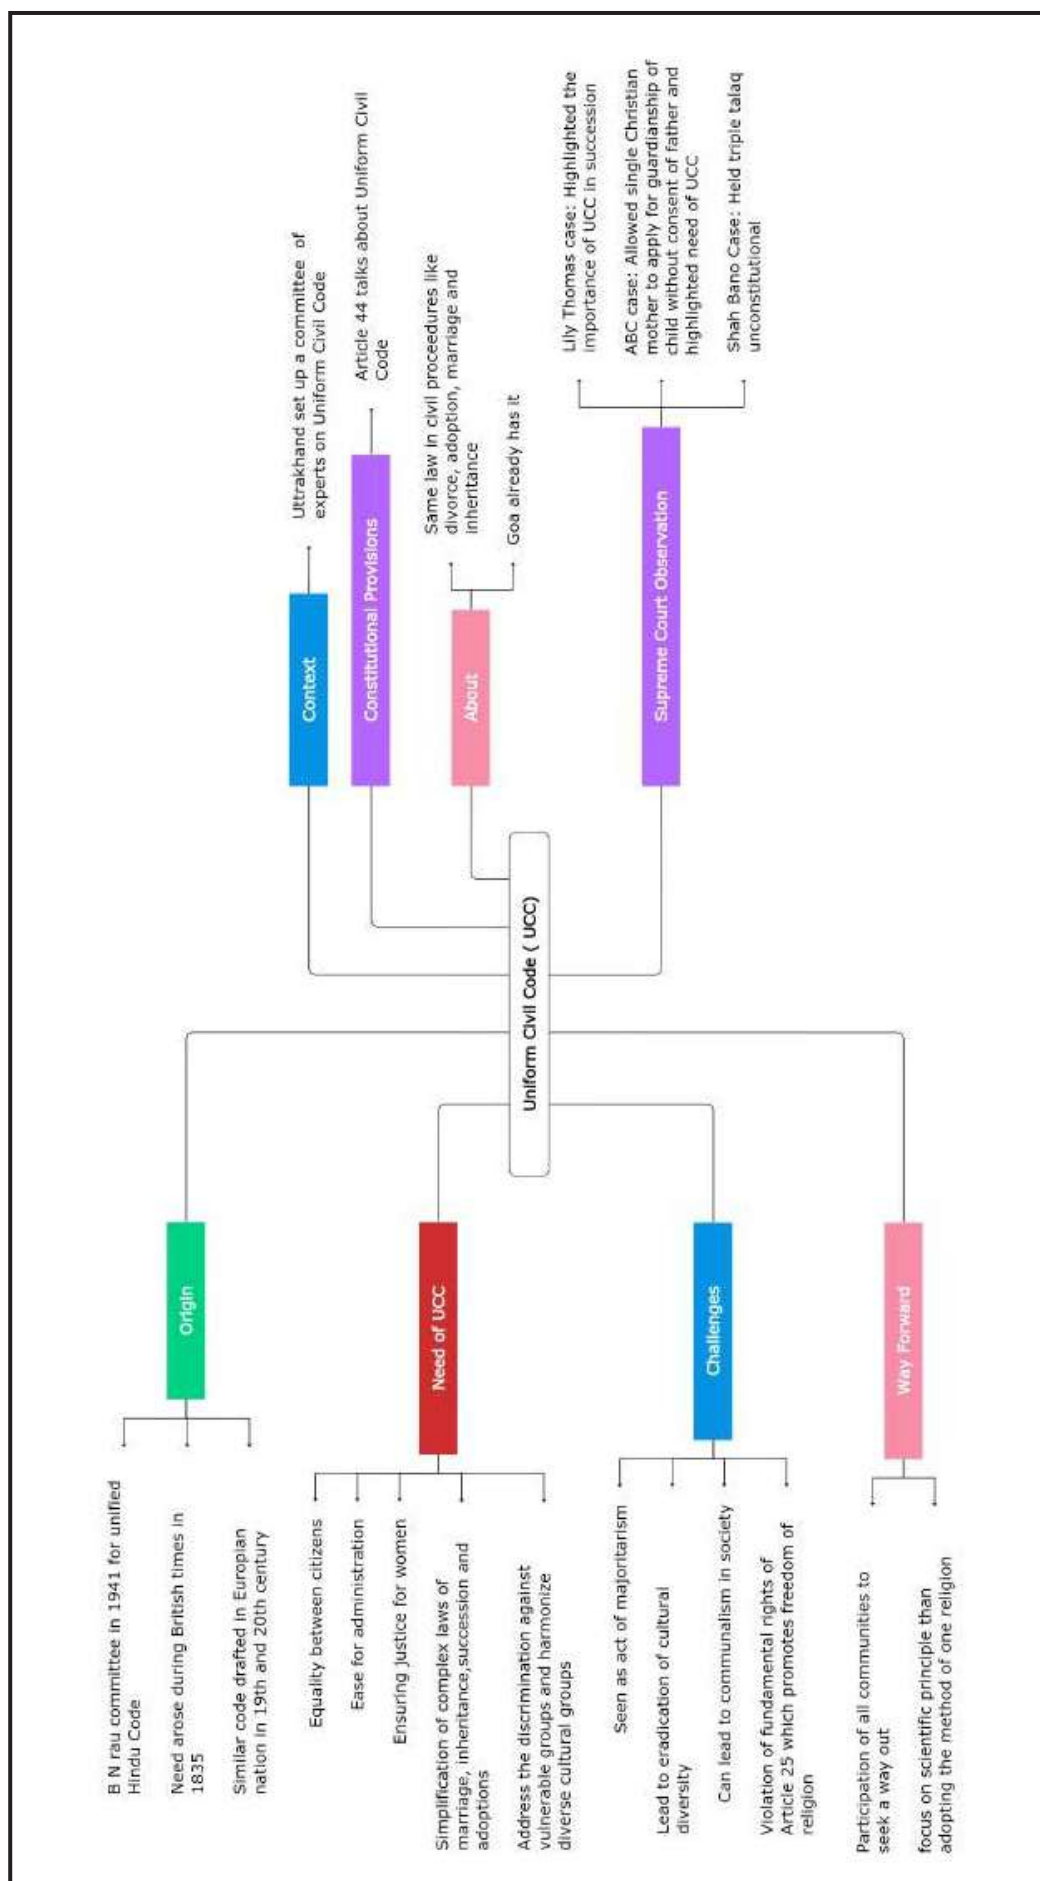 Uniform Civil Code ( UCC)
Origin
B N rau committee in 1941 for unified
Hindu Code
Need arose during British times in
1835
Similar code drafted in Europian
nation in 19th and 20th century
Need of UCC
Equality between citizens
Ease for administration
Ensuring justice for women
Simplification of complex laws of
marriage, inheritance,succession and
adoptions
Address the discrimination against
vulnerable groups and harmonize
diverse cultural groups
Challenges
Seen as act of majoritarism
Lead to eradication of cultural
diversity
Can lead to communalism in society
Violation of fundamental rights of
Article 25 which promotes freedom of
religion
Way Forward
Participation of all communities to
seek a way out
focus on scientific principle than
adopting the method of one religion
Context
Uttrakhand set up a committee of
experts on Uniform Civil Code
Constitutional Provisions
Article 44 talks about Uniform Civil
Code
About
Same law in civil proceedures like
divorce, adoption, marriage and
inheritance
Goa already has it
Supreme Court Observation
Lily Thomas case: Highlighted the
importance of UCC in succession
ABC case: Allowed single Christian
mother to apply for guardianship of
child without consent of father and
highlighted need of UCC
Shah Bano Case: Held triple talaq
unconstitutional